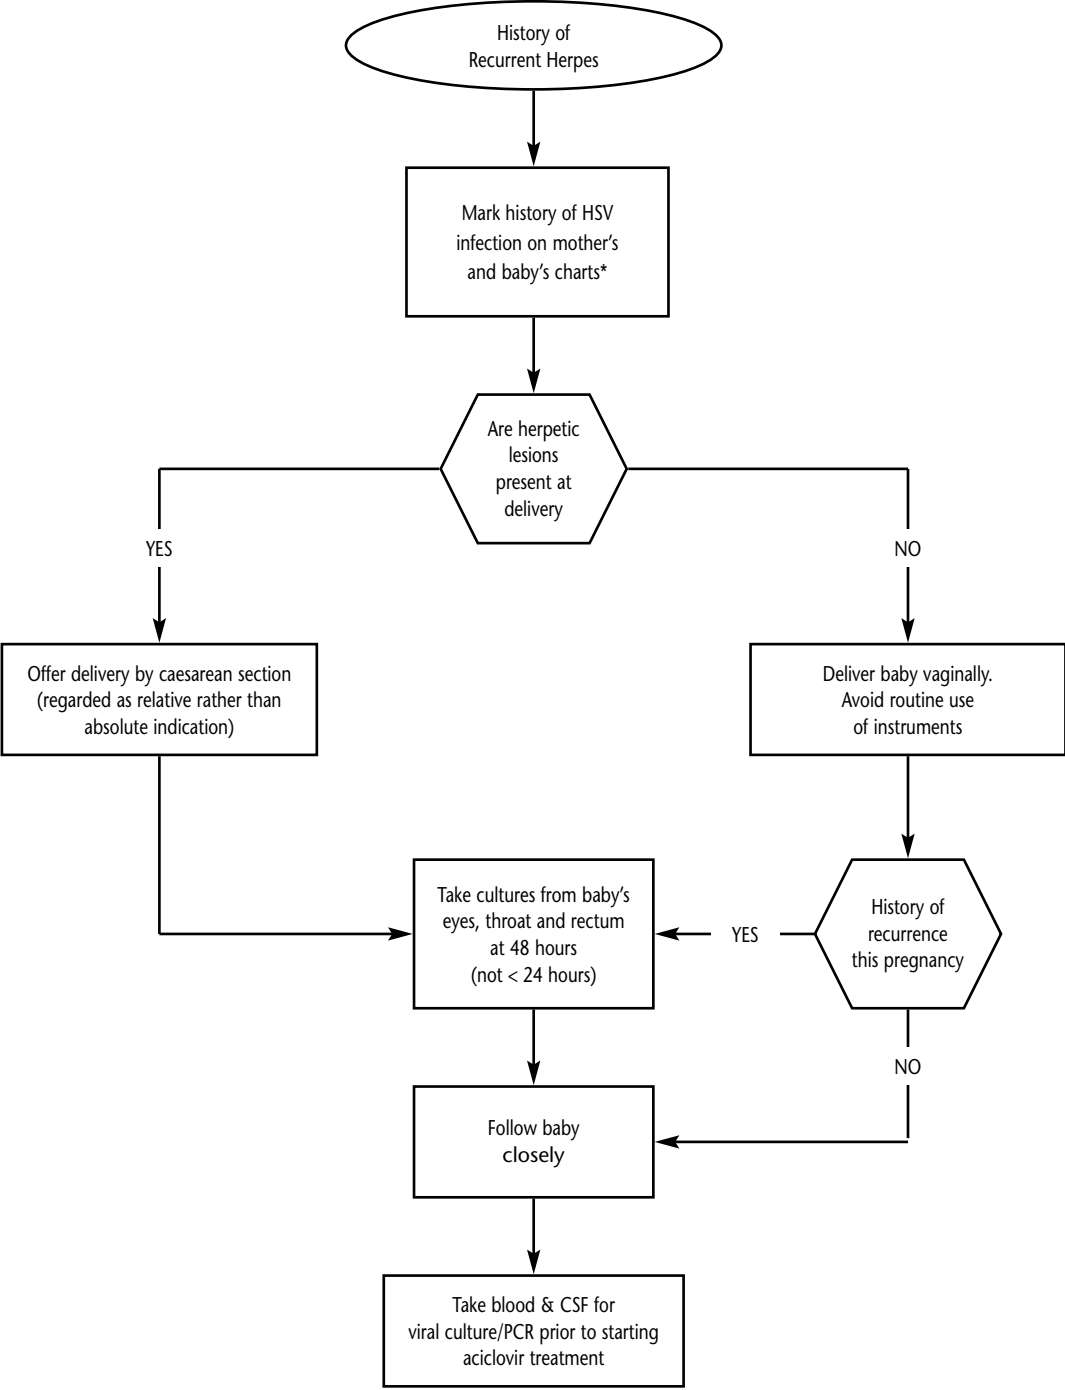 History of
Recurrent Herpes
Mark history of HSV
infection on mother’s
and baby’s charts*
Are herpetic
lesions
present at
delivery
YES
NO
Offer delivery by caesarean section
(regarded as relative rather than
absolute indication)
Deliver baby vaginally.
Avoid routine use
of instruments
Take cultures from baby’s
eyes, throat and rectum
at 48 hours
(not < 24 hours)
YES
History of
recurrence
this pregnancy
NO
Follow baby
closely
Take blood & CSF for
viral culture/PCR prior to starting
aciclovir treatment